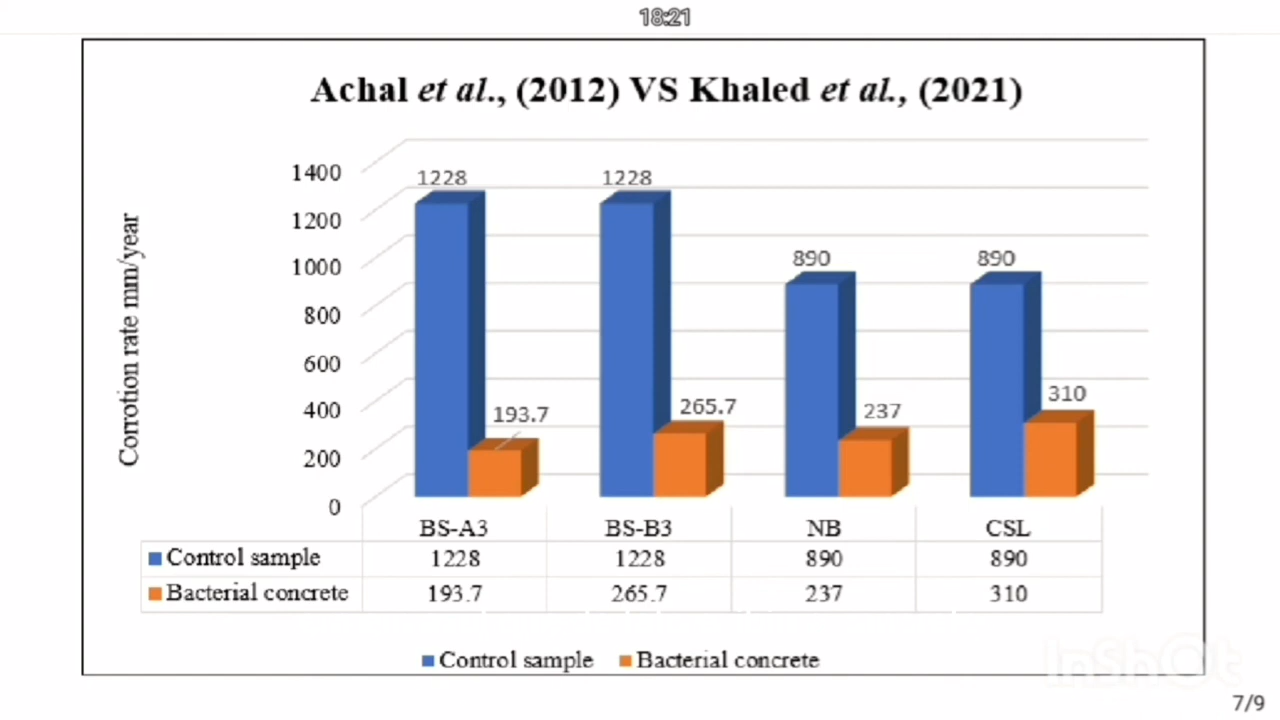 18:21
Achal et al., (2012) VS Khaled et al., (2021)
Corrotion rate mm/year
1400
1200
1000
800
600
400
200
0
1228
1228
890
890
193.7
265.7
237
310
BS-A3 BS-B3 NB CSL
Control sample 1228 1228 890 890
Bacterial concrete 193.7 265.7 237 310
Control sample Bacterial concrete
InShOt
7/9